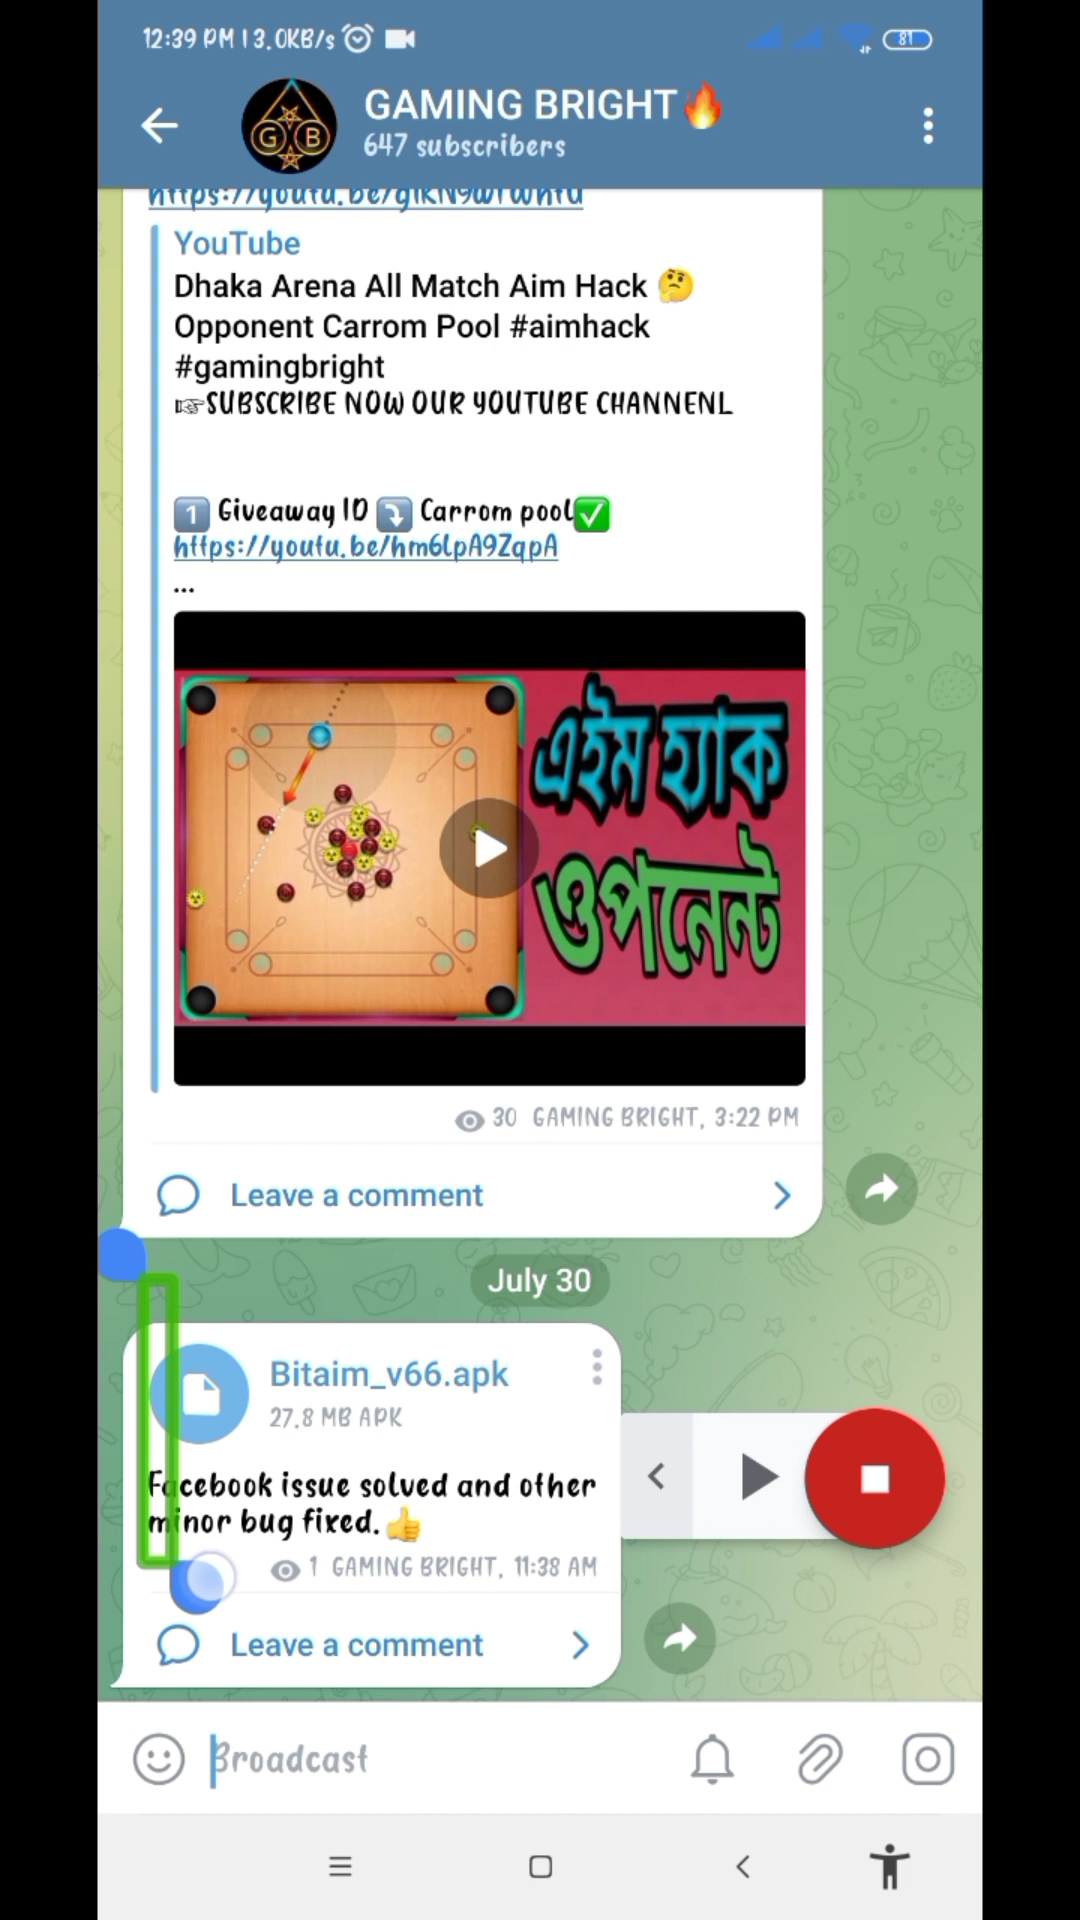 12:39 PM | 3.0KB/s
81
GAMING BRIGHT🔥
647 subscribers
YouTube
Dhaka Arena All Match Aim Hack 🤔
Opponent Carrom Pool #aimhack
#gamingbright
👉SUBSCRIBE NOW OUR YOUTUBE CHANNENL
1️⃣ Giveaway ID ⤵️ Carrom pool✅
https://youtu.be/hm6lpA9ZqpA
...
এইম হ্যাক
ওপনেন্ট
30 GAMING BRIGHT, 3:22 PM
Leave a comment
July 30
Bitaim_v66.apk
27.8 MB APK
Facebook issue solved and other
minor bug fixed.👍
1 GAMING BRIGHT, 11:38 AM
Leave a comment
Broadcast